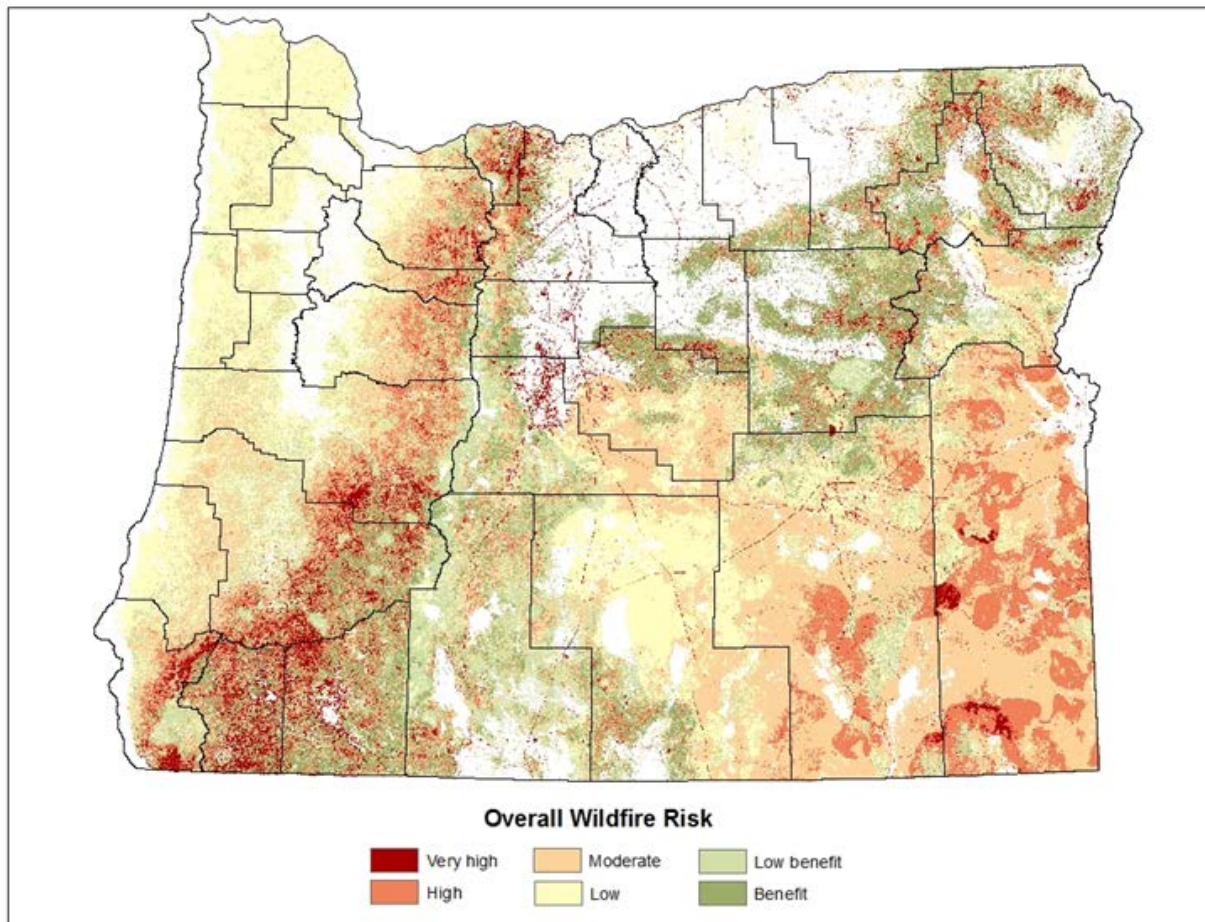 Overall Wildfire Risk
Very high
Moderate
Low benefit
High
Low
Benefit